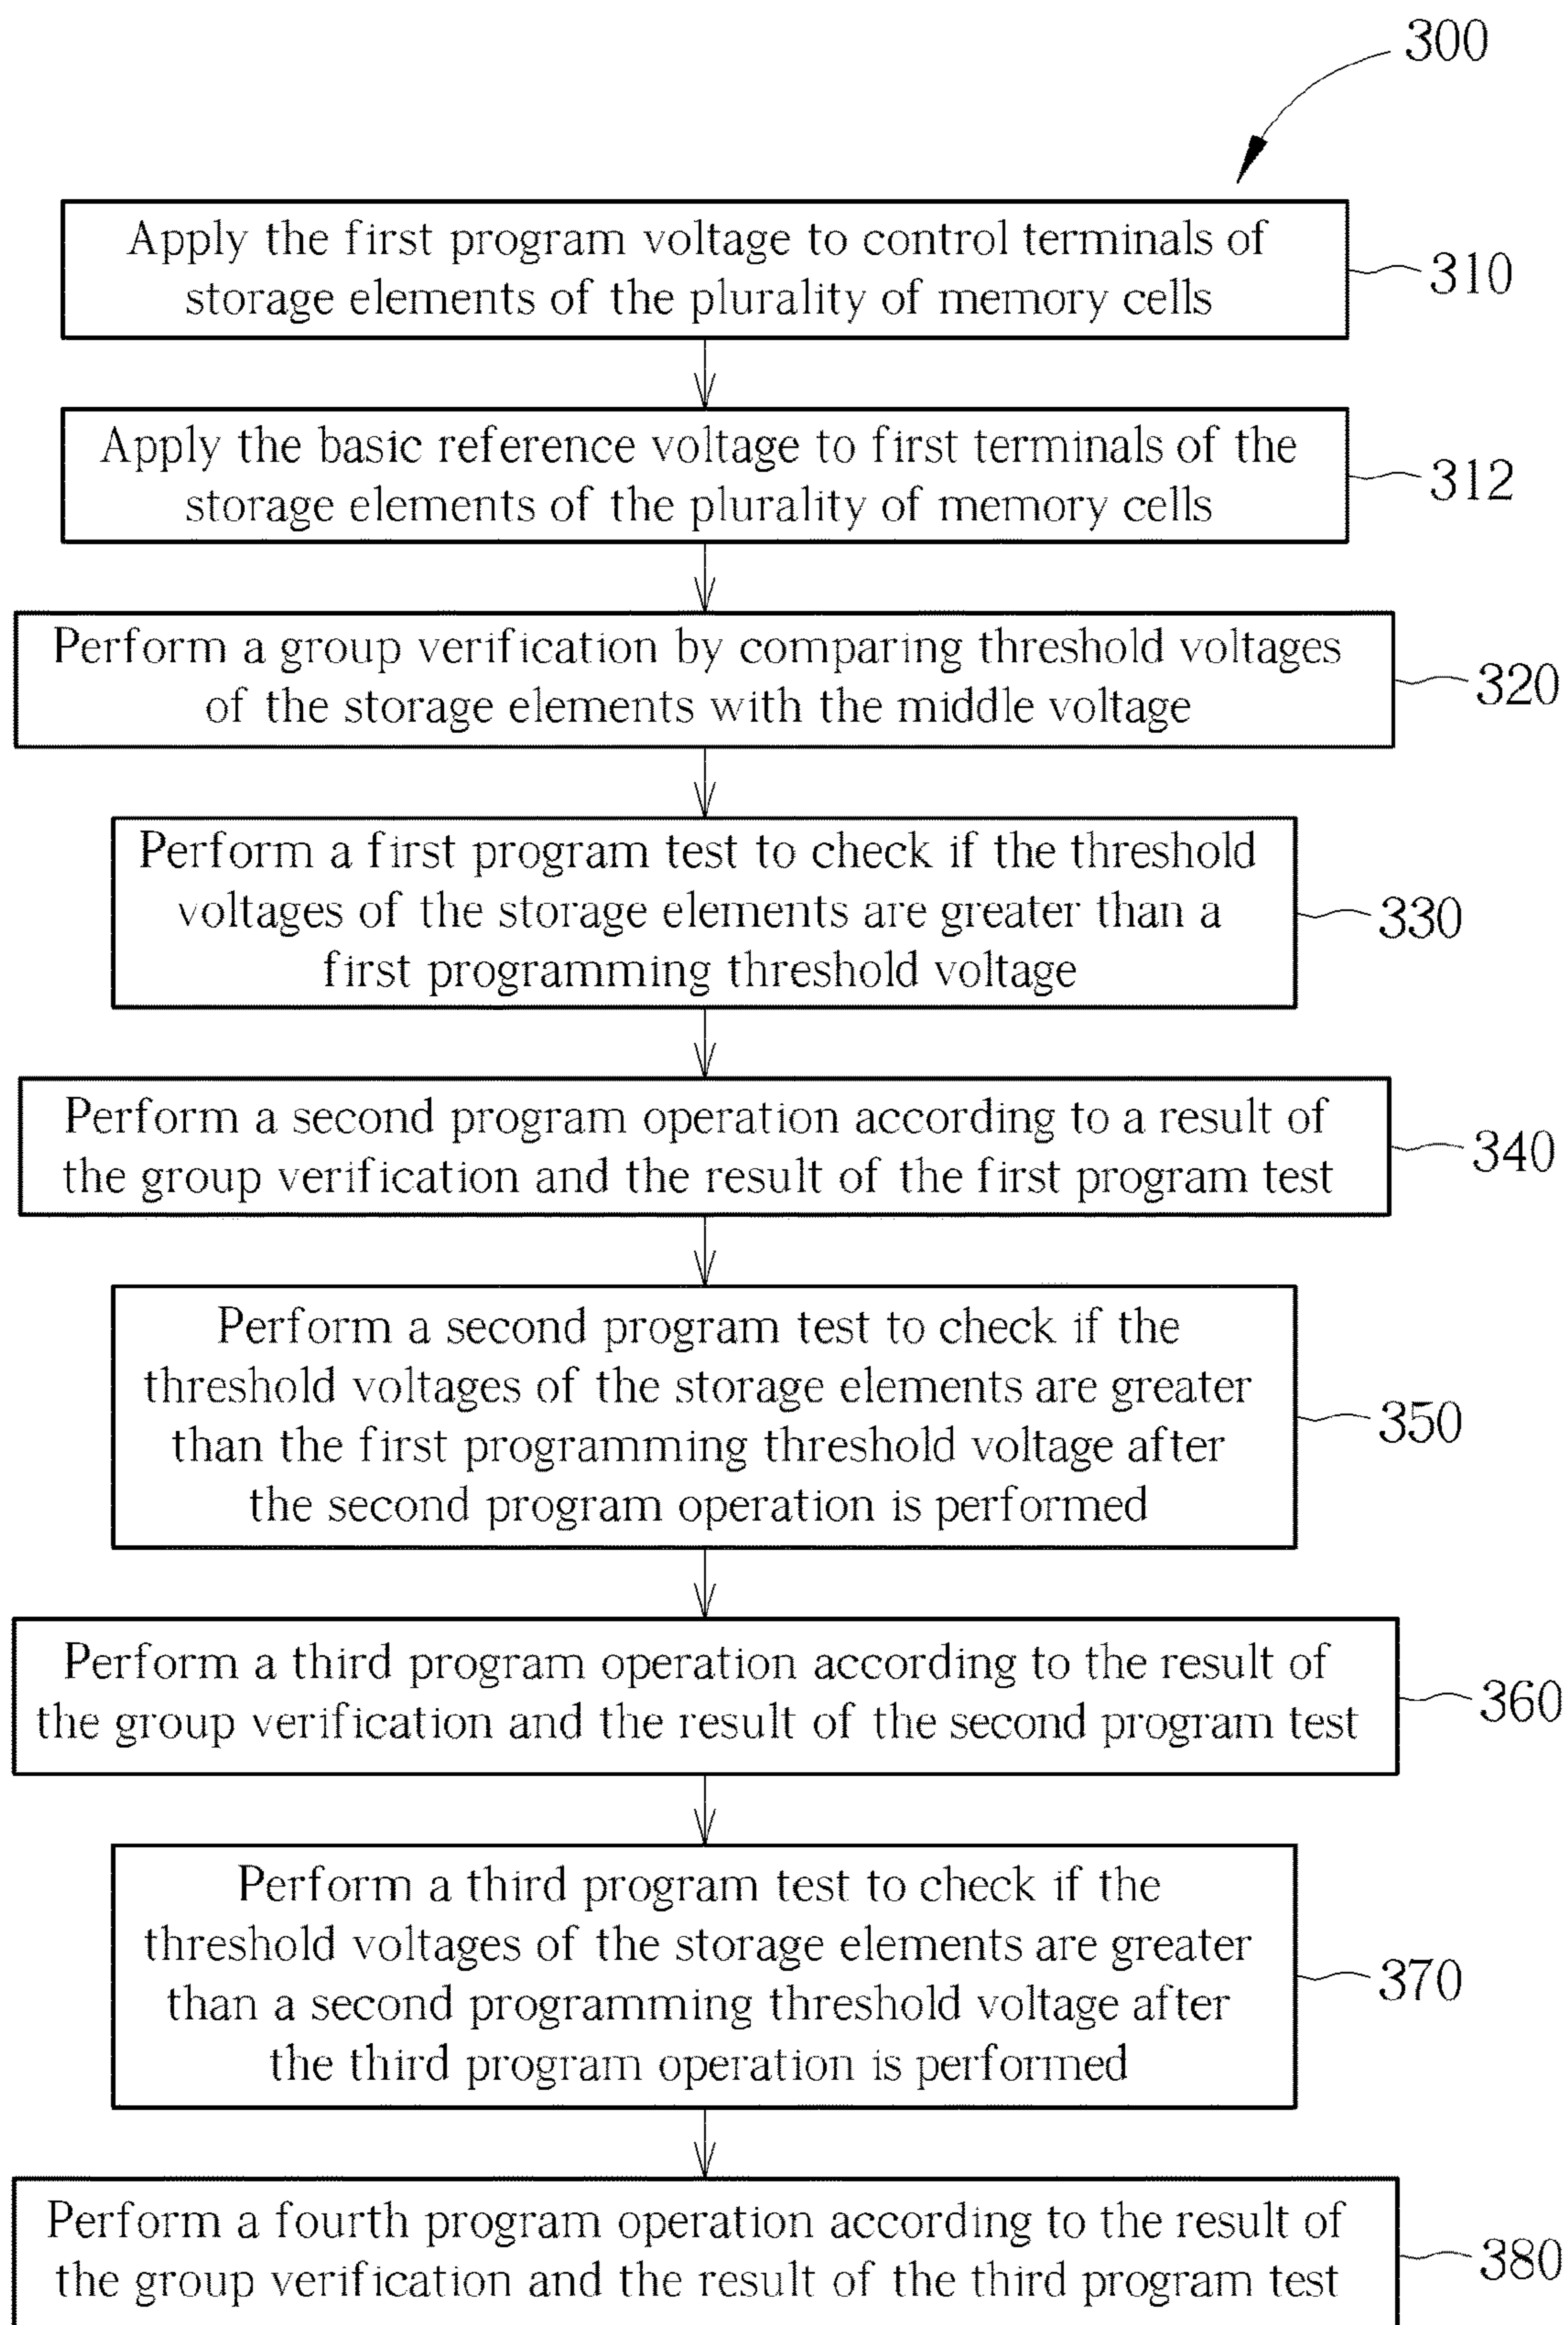 300
Apply the first program voltage to control terminals of
storage elements of the plurality of memory cells
310
Apply the basic reference voltage to first terminals of the
storage elements of the plurality of memory cells
312
Perform a group verification by comparing threshold voltages
of the storage elements with the middle voltage
320
Perform a first program test to check if the threshold
voltages of the storage elements are greater than a
first programming threshold voltage
330
Perform a second program operation according to a result of
the group verification and the result of the first program test
340
Perform a second program test to check if the
threshold voltages of the storage elements are greater
than the first programming threshold voltage after
the second program operation is performed
350
Perform a third program operation according to the result of
the group verification and the result of the second program test
360
Perform a third program test to check if the
threshold voltages of the storage elements are greater
than a second programming threshold voltage after
the third program operation is performed
370
Perform a fourth program operation according to the result of
the group verification and the result of the third program test
380